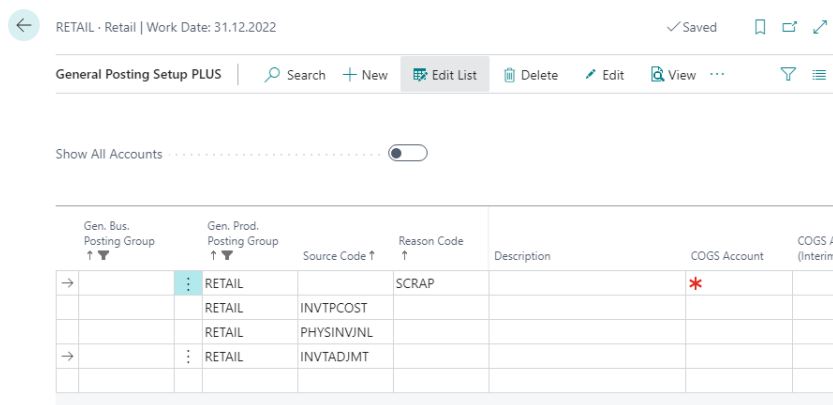 RETAIL · Retail | Work Date: 31.12.2022
Saved
General Posting Setup PLUS
Search
New
Edit List
Delete
Edit
View
Show All Accounts
Gen. Bus.
Posting Group
Gen. Prod.
Posting Group
Source Code
Reason Code
Description
COGS Account
COGS A
(Interim
RETAIL SCRAP
RETAIL INVTPCOST
RETAIL PHYSINVJNL
RETAIL INVTADJMT